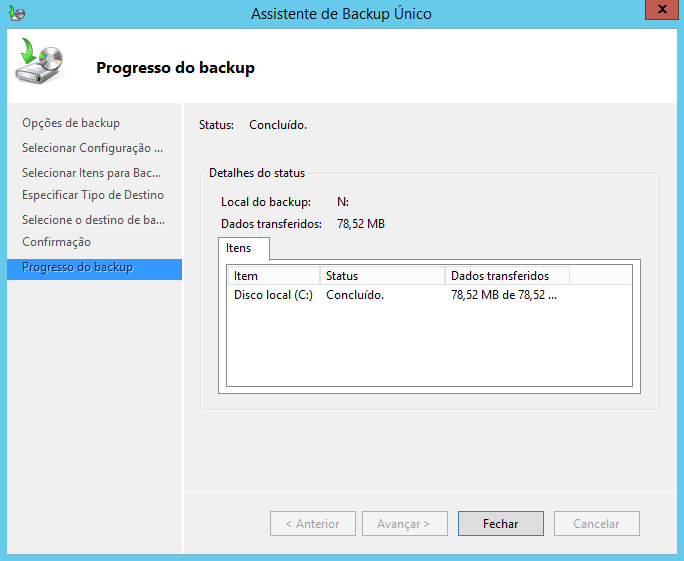 Assistente de Backup Único
Progresso do backup
Opções de backup
Selecionar Configuração ...
Selecionar Itens para Bac...
Especificar Tipo de Destino
Selecione o destino de ba...
Confirmação
Progresso do backup
Status: Concluído.
Detalhes do status
Local do backup: N:
Dados transferidos: 78,52 MB
Itens
Item Status Dados transferidos
Disco local (C:) Concluído. 78,52 MB de 78,52 ...
< Anterior Avançar > Fechar Cancelar